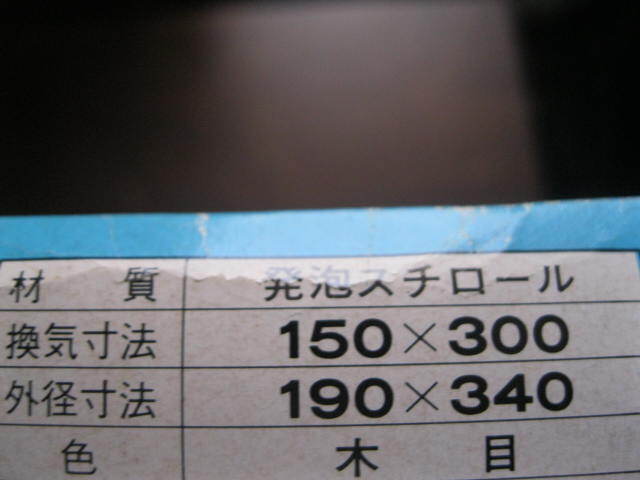 材 質 発泡スチロール
換気寸法 150×300
外径寸法 190×340
色 木 目